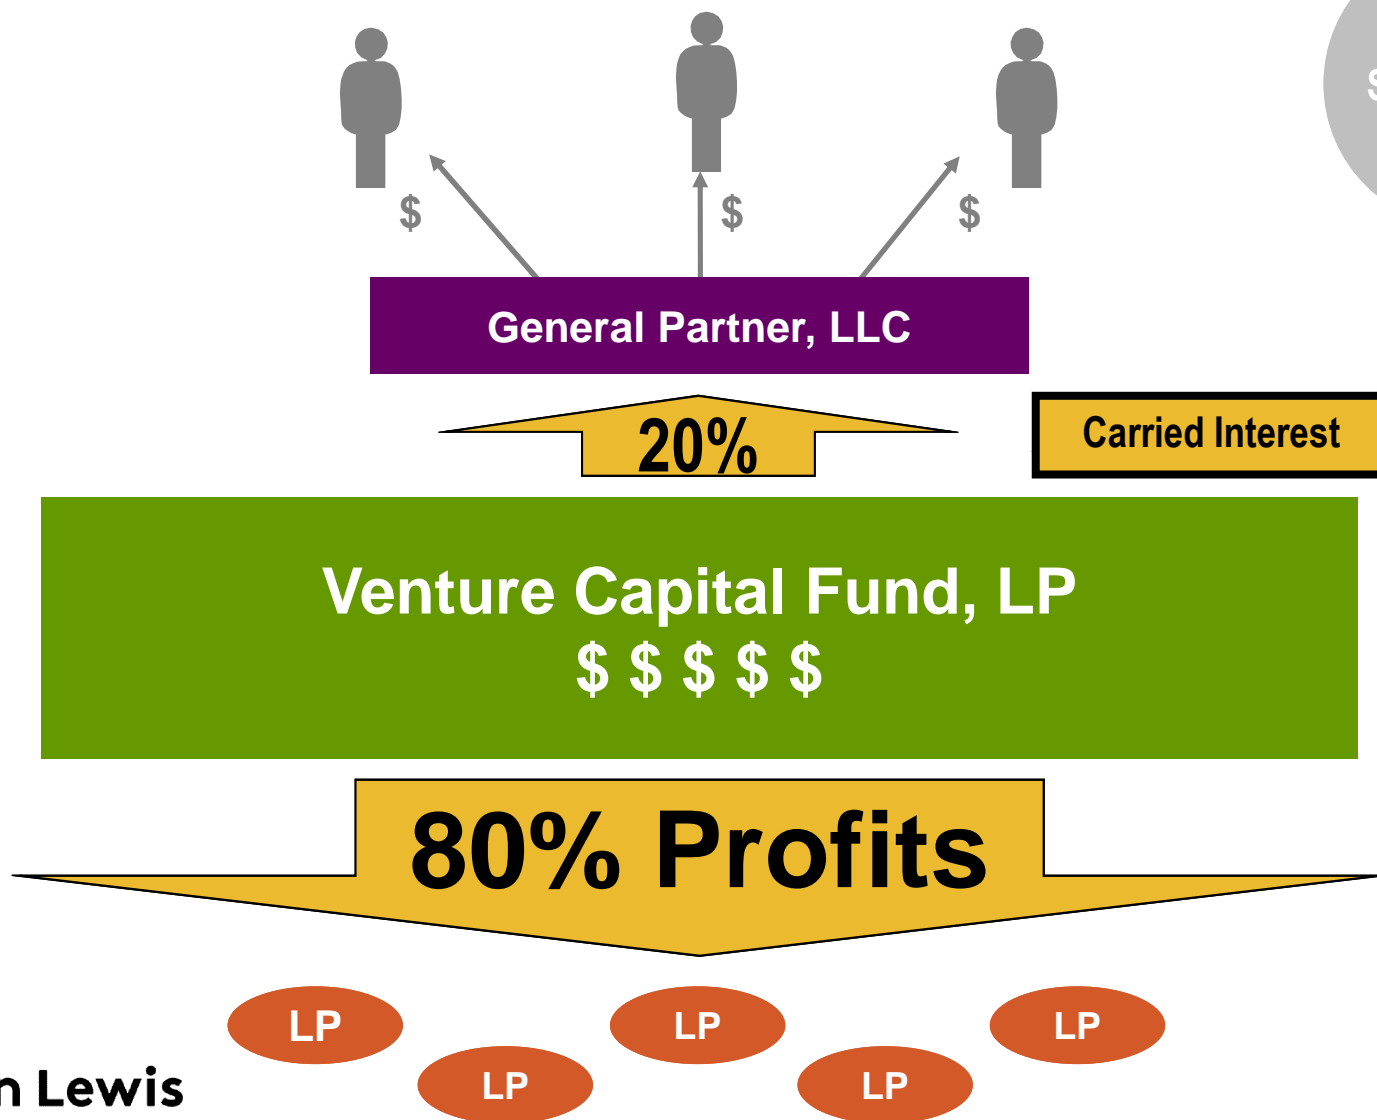 $ $ $
General Partner, LLC
20%
Carried Interest
Venture Capital Fund, LP
$ $ $ $ $
80% Profits
LP LP LP
LP LP
Lewis